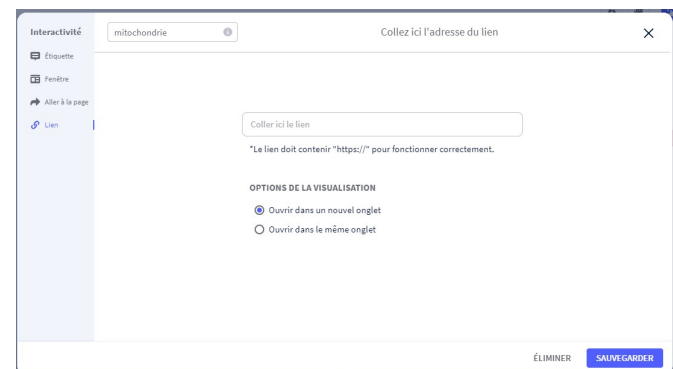 Interactivité
mitochondrie
Collez ici l'adresse du lien
Étiquette
Fenêtre
Aller à la page
Lien
Coller ici le lien
*Le lien doit contenir "https://" pour fonctionner correctement.
OPTIONS DE LA VISUALISATION
Ouvrir dans un nouvel onglet
Ouvrir dans le même onglet
ÉLIMINER
SAUVEGARDER